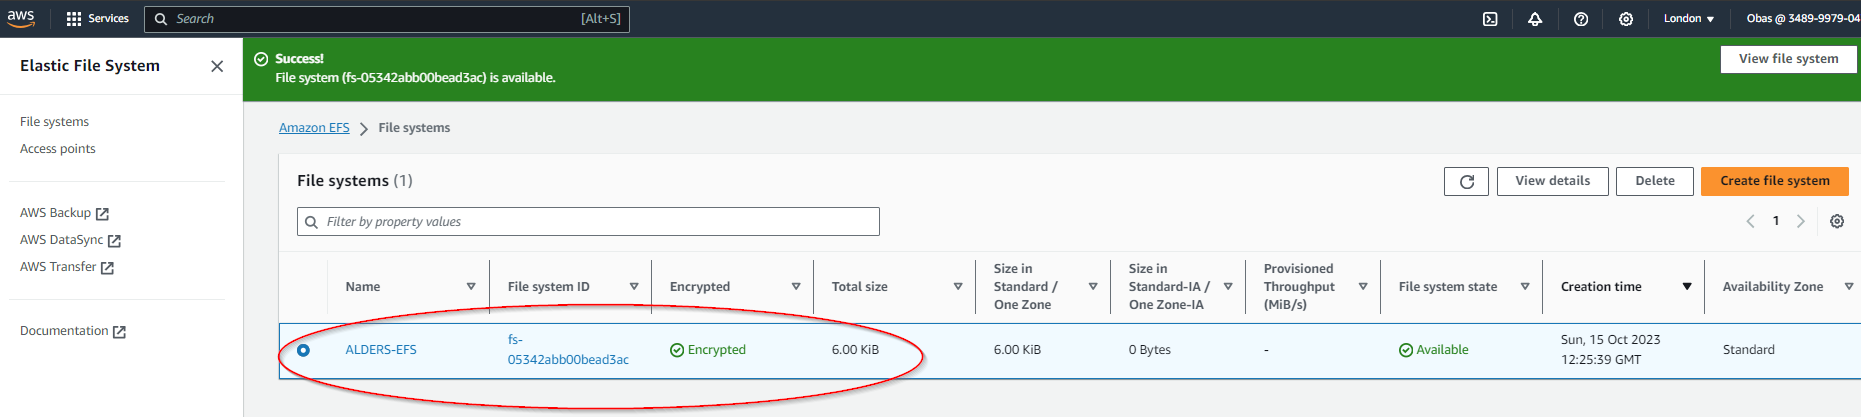 aws Services Search [Alt+S] London Obas @ 3489-9979-04
Elastic File System
Success!
File system (fs-05342abb00bead3ac) is available.
View file system
File systems
Access points
AWS Backup
AWS DataSync
AWS Transfer
Documentation
Amazon EFS File systems
File systems (1)
View details Delete Create file system
Filter by property values
1
Name File system ID Encrypted Total size Size in Standard / One Zone Size in Standard-IA / One Zone-IA Provisioned Throughput (MiB/s) File system state Creation time Availability Zone
ALDERS-EFS fs-05342abb00bead3ac Encrypted 6.00 KiB 6.00 KiB 0 Bytes - Available Sun, 15 Oct 2023 12:25:39 GMT Standard